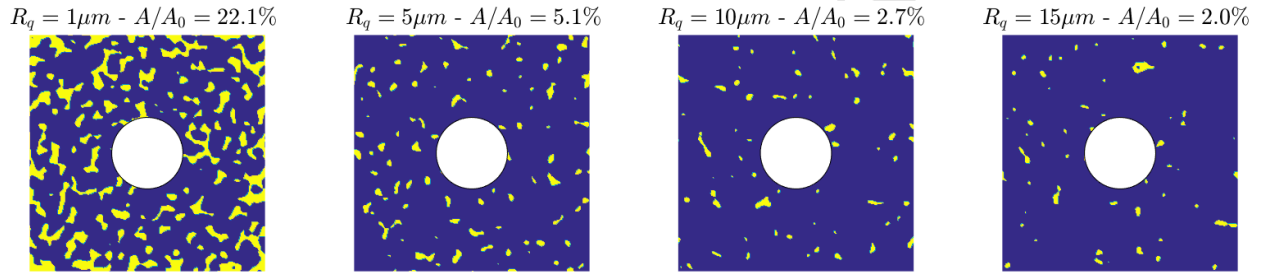 R_q = 1μm - A/A_0 = 22.1%
R_q = 5μm - A/A_0 = 5.1%
R_q = 10μm - A/A_0 = 2.7%
R_q = 15μm - A/A_0 = 2.0%